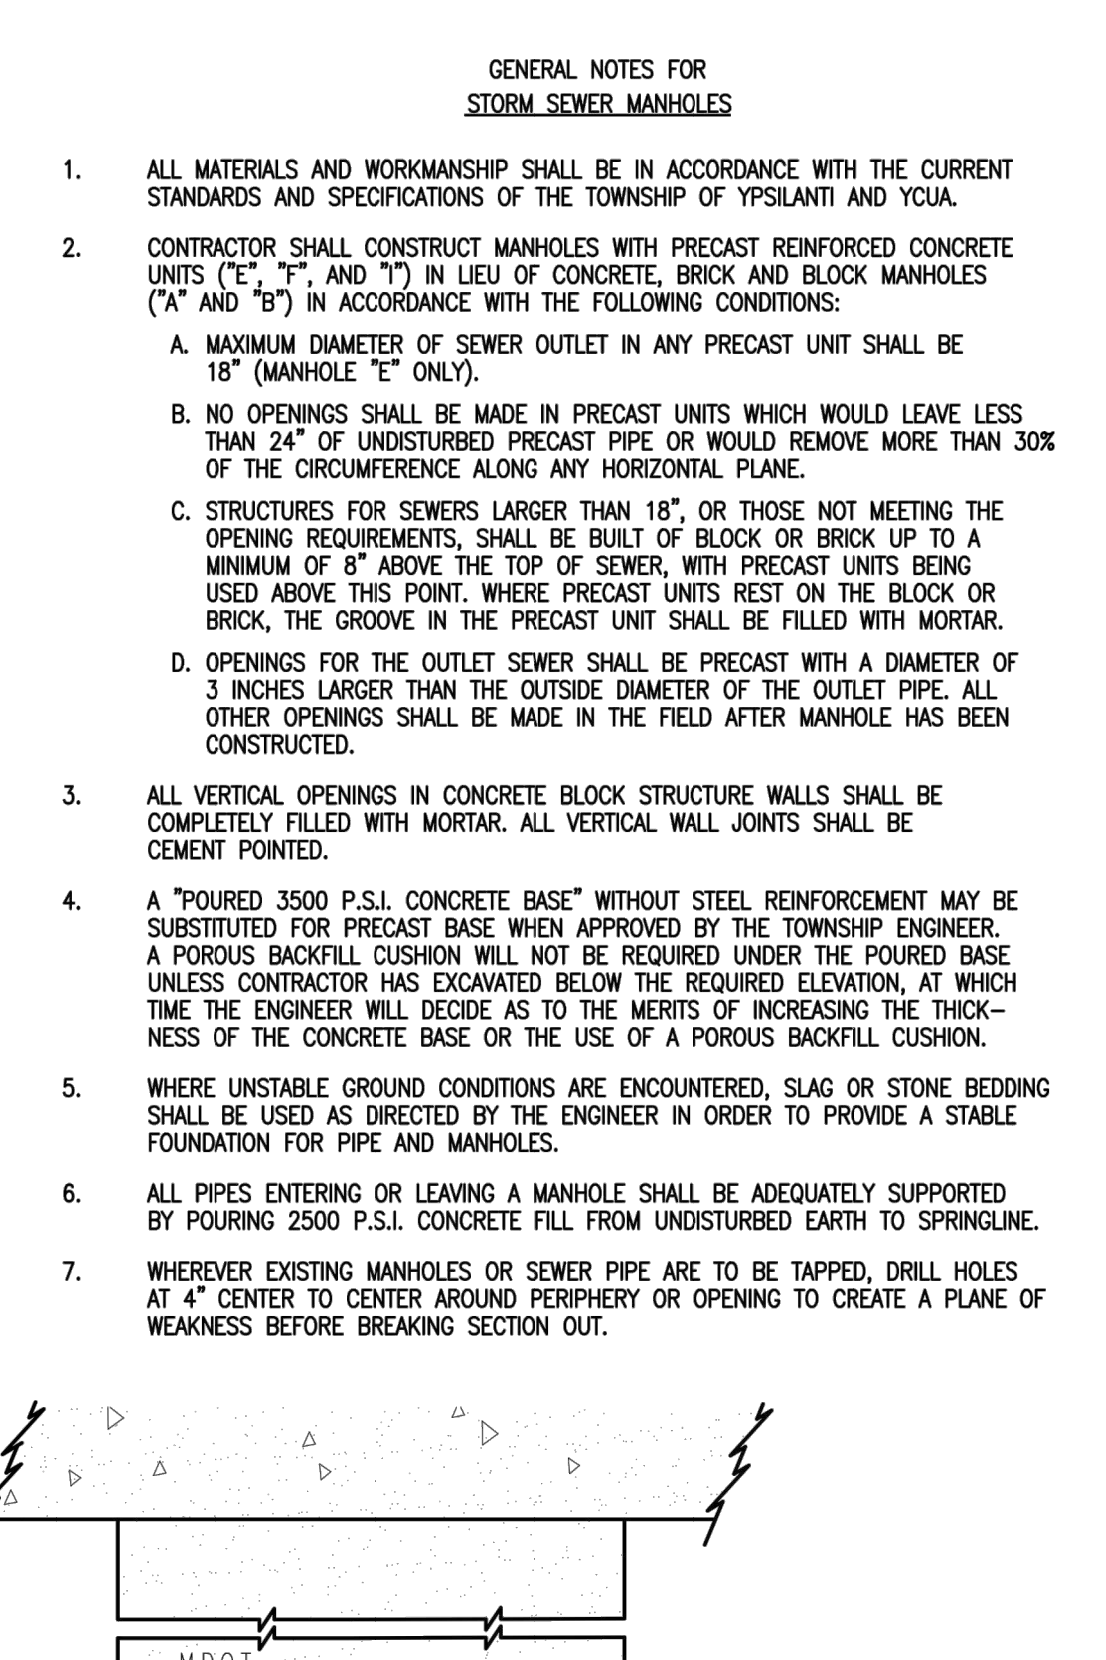 GENERAL NOTES FOR
STORM SEWER MANHOLES
1. ALL MATERIALS AND WORKMANSHIP SHALL BE IN ACCORDANCE WITH THE CURRENT
STANDARDS AND SPECIFICATIONS OF THE TOWNSHIP OF YPSILANTI AND YCUA.
2. CONTRACTOR SHALL CONSTRUCT MANHOLES WITH PRECAST REINFORCED CONCRETE
UNITS ("E", "F", AND "I") IN LIEU OF CONCRETE, BRICK AND BLOCK MANHOLES
("A" AND "B") IN ACCORDANCE WITH THE FOLLOWING CONDITIONS:
A. MAXIMUM DIAMETER OF SEWER OUTLET IN ANY PRECAST UNIT SHALL BE
18" (MANHOLE "E" ONLY).
B. NO OPENINGS SHALL BE MADE IN PRECAST UNITS WHICH WOULD LEAVE LESS
THAN 24" OF UNDISTURBED PRECAST PIPE OR WOULD REMOVE MORE THAN 30%
OF THE CIRCUMFERENCE ALONG ANY HORIZONTAL PLANE.
C. STRUCTURES FOR SEWERS LARGER THAN 18", OR THOSE NOT MEETING THE
OPENING REQUIREMENTS, SHALL BE BUILT OF BLOCK OR BRICK UP TO A
MINIMUM OF 8" ABOVE THE TOP OF SEWER, WITH PRECAST UNITS BEING
USED ABOVE THIS POINT. WHERE PRECAST UNITS REST ON THE BLOCK OR
BRICK, THE GROOVE IN THE PRECAST UNIT SHALL BE FILLED WITH MORTAR.
D. OPENINGS FOR THE OUTLET SEWER SHALL BE PRECAST WITH A DIAMETER OF
3 INCHES LARGER THAN THE OUTSIDE DIAMETER OF THE OUTLET PIPE. ALL
OTHER OPENINGS SHALL BE MADE IN THE FIELD AFTER MANHOLE HAS BEEN
CONSTRUCTED.
3. ALL VERTICAL OPENINGS IN CONCRETE BLOCK STRUCTURE WALLS SHALL BE
COMPLETELY FILLED WITH MORTAR. ALL VERTICAL WALL JOINTS SHALL BE
CEMENT POINTED.
4. A "POURED 3500 P.S.I. CONCRETE BASE" WITHOUT STEEL REINFORCEMENT MAY BE
SUBSTITUTED FOR PRECAST BASE WHEN APPROVED BY THE TOWNSHIP ENGINEER.
A POROUS BACKFILL CUSHION WILL NOT BE REQUIRED UNDER THE POURED BASE
UNLESS CONTRACTOR HAS EXCAVATED BELOW THE REQUIRED ELEVATION, AT WHICH
TIME THE ENGINEER WILL DECIDE AS TO THE MERITS OF INCREASING THE THICK-
NESS OF THE CONCRETE BASE OR THE USE OF A POROUS BACKFILL CUSHION.
5. WHERE UNSTABLE GROUND CONDITIONS ARE ENCOUNTERED, SLAG OR STONE BEDDING
SHALL BE USED AS DIRECTED BY THE ENGINEER IN ORDER TO PROVIDE A STABLE
FOUNDATION FOR PIPE AND MANHOLES.
6. ALL PIPES ENTERING OR LEAVING A MANHOLE SHALL BE ADEQUATELY SUPPORTED
BY POURING 2500 P.S.I. CONCRETE FILL FROM UNDISTURBED EARTH TO SPRINGLINE.
7. WHEREVER EXISTING MANHOLES OR SEWER PIPE ARE TO BE TAPPED, DRILL HOLES
AT 4" CENTER TO CENTER AROUND PERIPHERY OR OPENING TO CREATE A PLANE OF
WEAKNESS BEFORE BREAKING SECTION OUT.
MDOT